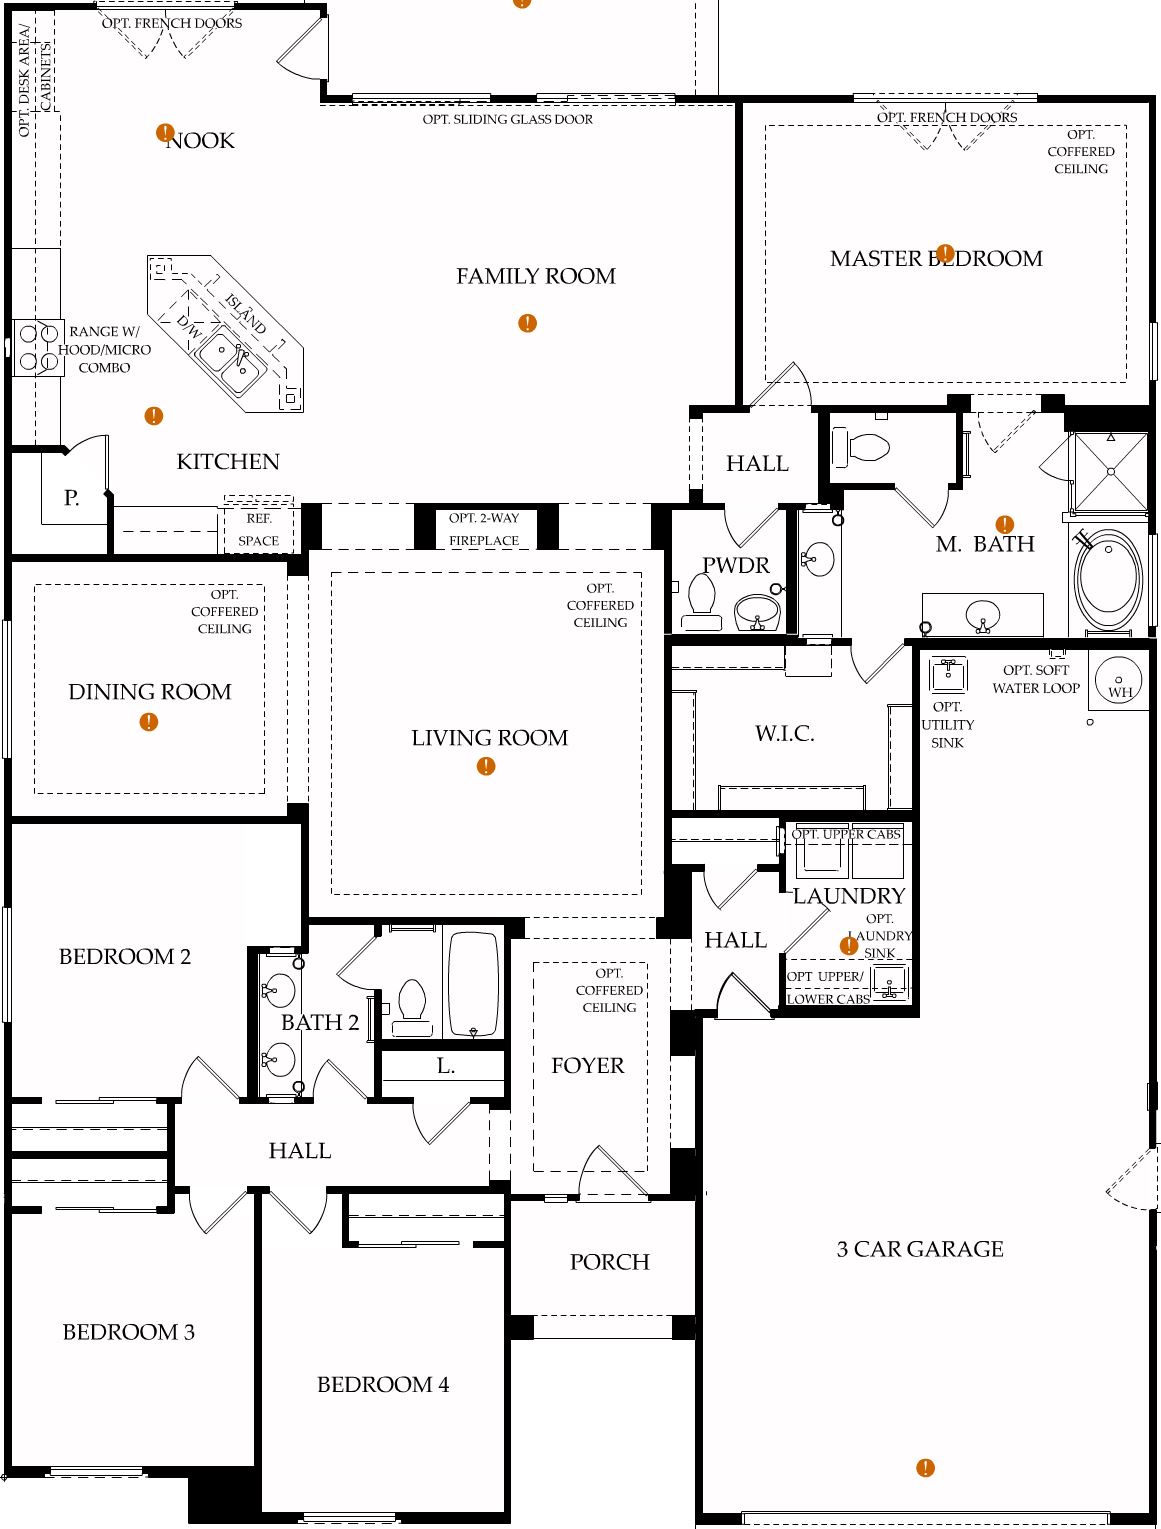 OPT. FRENCH DOORS
OPT. DESK AREA/
CABINETS
NOOK
OPT. SLIDING GLASS DOOR
OPT. FRENCH DOORS
OPT.
COFFERED
CEILING
MASTER BEDROOM
FAMILY ROOM
ISLAND
D/W
RANGE W/
HOOD/MICRO
COMBO
KITCHEN
P.
REF.
SPACE
OPT. 2-WAY
FIREPLACE
HALL
PWDR
M. BATH
OPT.
COFFERED
CEILING
DINING ROOM
OPT.
COFFERED
CEILING
LIVING ROOM
W.I.C.
OPT.
UTILITY
SINK
OPT. SOFT
WATER LOOP
WH
OPT. UPPER CABS
LAUNDRY
OPT.
LAUNDRY
SINK
OPT UPPER/
LOWER CABS
HALL
BEDROOM 2
BATH 2
L.
OPT.
COFFERED
CEILING
FOYER
HALL
PORCH
3 CAR GARAGE
BEDROOM 3
BEDROOM 4